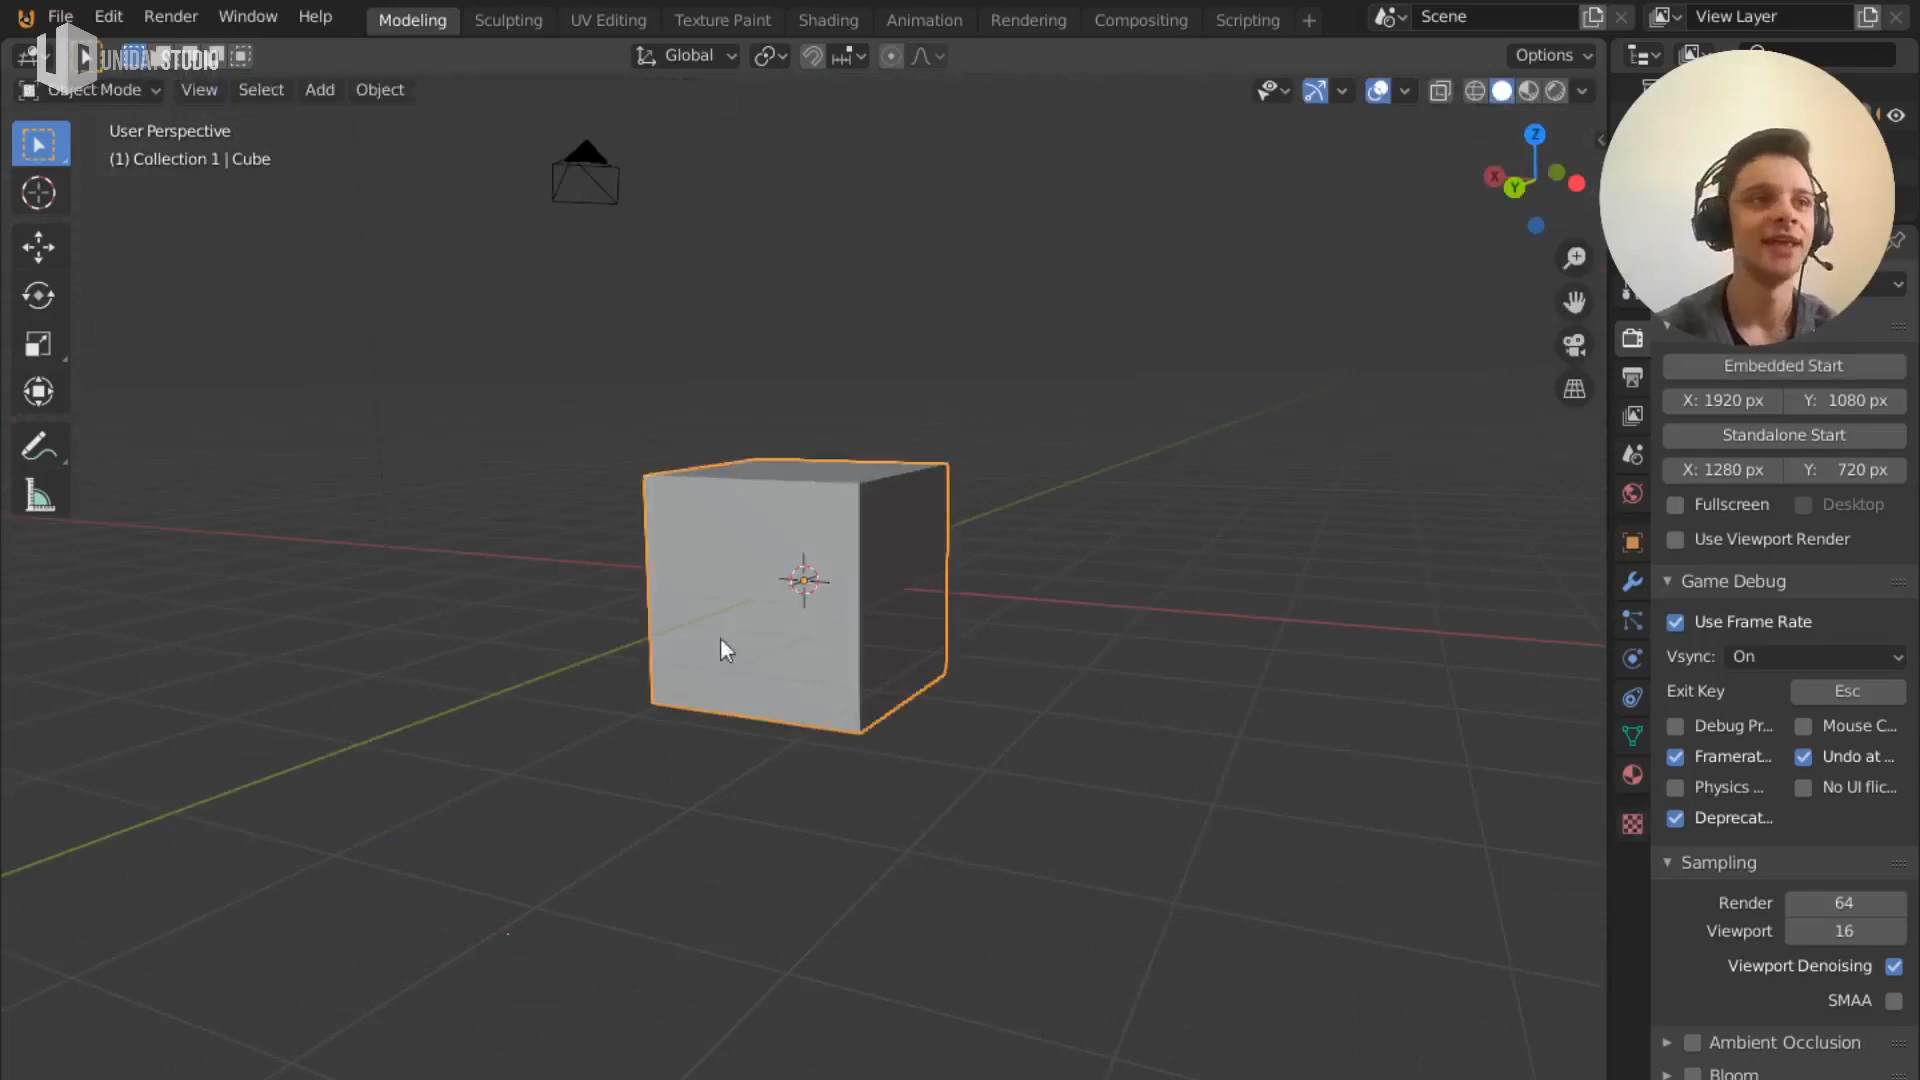 File Edit Render Window Help Modeling Sculpting UV Editing Texture Paint Shading Animation Rendering Compositing Scripting + Scene View Layer
UNIDAY STUDIO Global Options
Object Mode View Select Add Object
User Perspective
(1) Collection 1 | Cube
Z
X
Y
Embedded Start
X: 1920 px Y: 1080 px
Standalone Start
X: 1280 px Y: 720 px
Fullscreen Desktop
Use Viewport Render
Game Debug
Use Frame Rate
Vsync: On
Exit Key Esc
Debug Pr... Mouse C...
Framerat... Undo at ...
Physics ... No UI flic...
Deprecat...
Sampling
Render 64
Viewport 16
Viewport Denoising
SMAA
Ambient Occlusion
Bloom